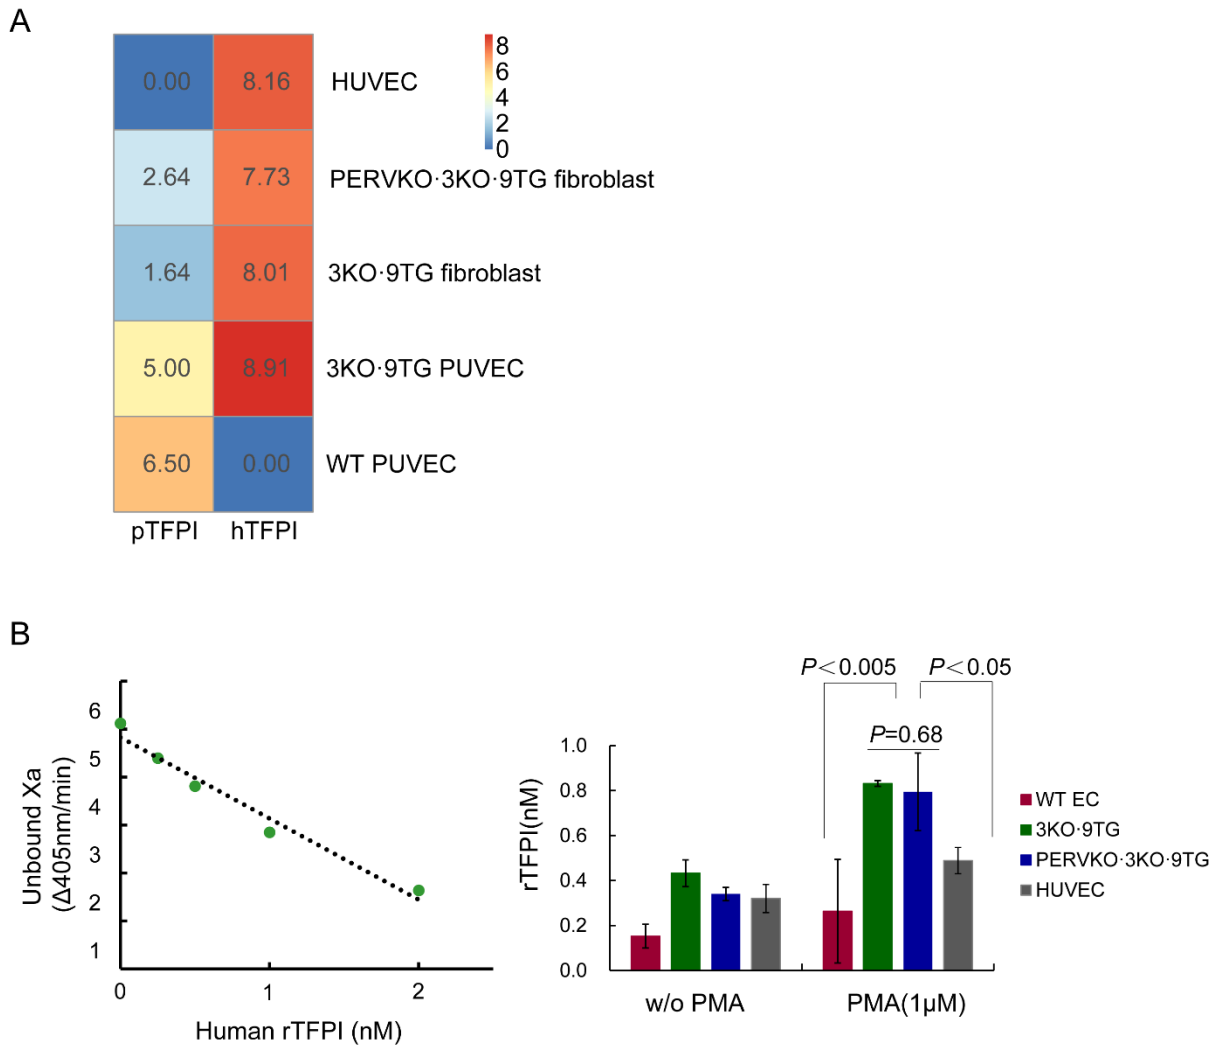 A
0.00 8.16 HUVEC
2.64 7.73 PERVKO·3KO·9TG fibroblast
1.64 8.01 3KO·9TG fibroblast
5.00 8.91 3KO·9TG PUVEC
6.50 0.00 WT PUVEC
pTFPI hTFPI
8
6
4
2
0
B
Unbound Xa
(Δ405nm/min)
6
5
4
3
2
1
0 1 2
Human rTFPI (nM)
P<0.005 P<0.05
P=0.68
rTFPI(nM)
1.0
0.8
0.6
0.4
0.2
0.0
w/o PMA PMA(1μM)
WT EC
3KO·9TG
PERVKO·3KO·9TG
HUVEC